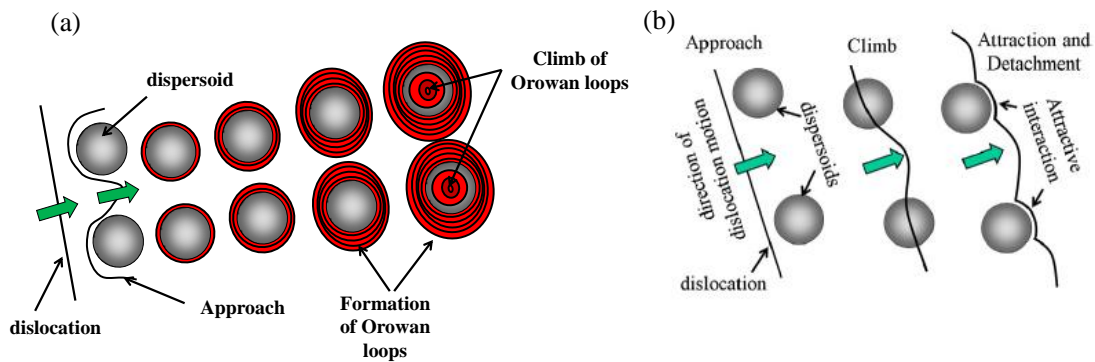 (a)
Climb of
Orowan loops
dispersoid
Approach
dislocation
Formation
of Orowan
loops
(b)
Approach
Climb
Attraction and
Detachment
direction of
dislocation motion
dispersoids
Attractive
interaction
dislocation